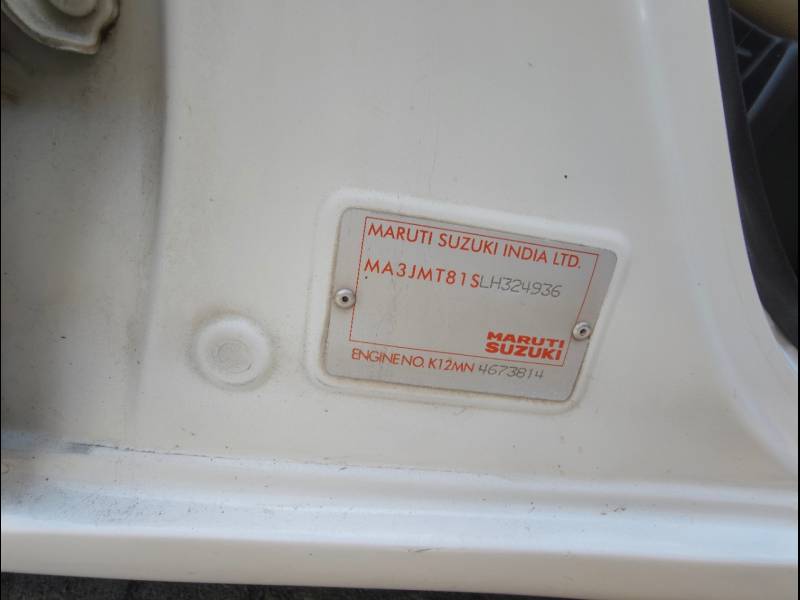 MARUTI SUZUKI INDIA LTD.
MA3JMT81SLH324936
MARUTI
SUZUKI
ENGINE NO. K12MN 4673814